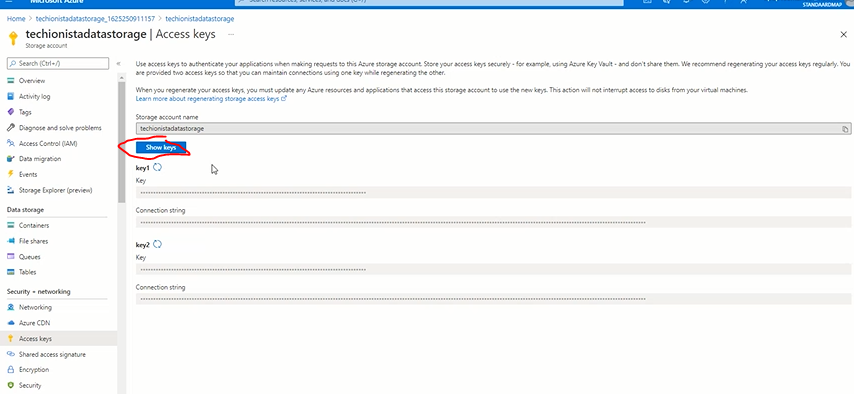 Microsoft Azure
STANDAARDMAP
Home > techionistadatastorage_1625250911157 > techionistadatastorage
techionistadatastorage | Access keys ...
Storage account
Search (Ctrl+/)
Overview
Activity log
Tags
Diagnose and solve problems
Access Control (IAM)
Data migration
Events
Storage Explorer (preview)
Data storage
Containers
File shares
Queues
Tables
Security + networking
Networking
Azure CDN
Access keys
Shared access signature
Encryption
Security
Use access keys to authenticate your applications when making requests to this Azure storage account. Store your access keys securely - for example, using Azure Key Vault - and don't share them. We recommend regenerating your access keys regularly. You
are provided two access keys so that you can maintain connections using one key while regenerating the other.
When you regenerate your access keys, you must update any Azure resources and applications that access this storage account to use the new keys. This action will not interrupt access to disks from your virtual machines.
Learn more about regenerating storage access keys
Storage account name
techionistadatastorage
Show keys
key1
Key
Connection string
key2
Key
Connection string